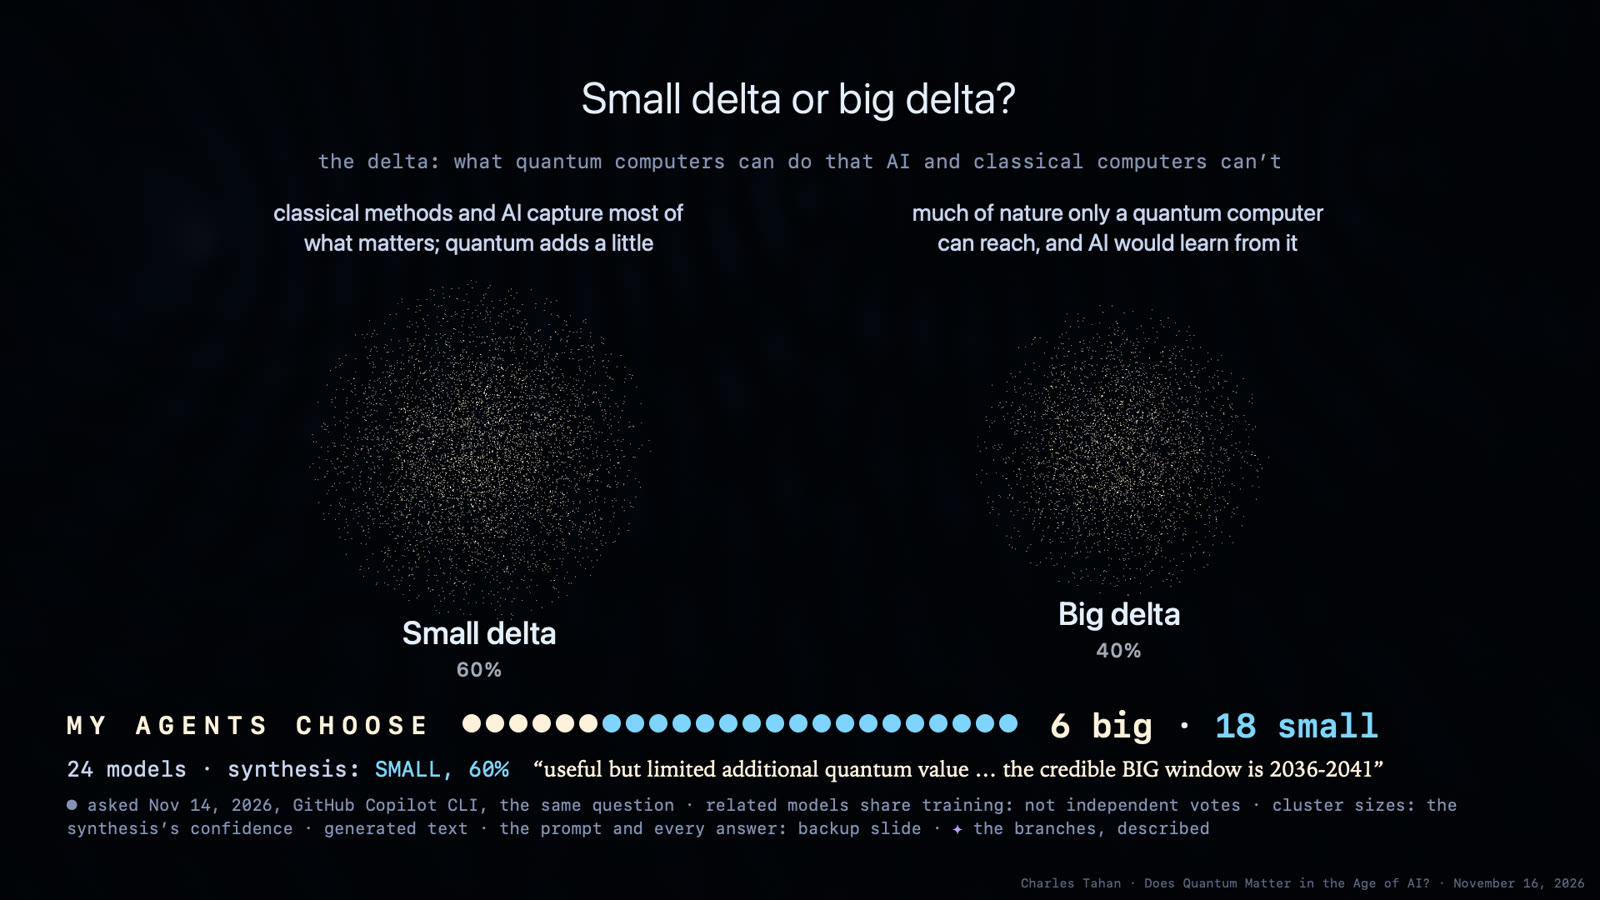 Small delta or big delta?
the delta: what quantum computers can do that AI and classical computers can’t
classical methods and AI capture most of
what matters; quantum adds a little
much of nature only a quantum computer
can reach, and AI would learn from it
Small delta
60%
Big delta
40%
MY AGENTS CHOOSE 6 big · 18 small
24 models · synthesis: SMALL, 60% “useful but limited additional quantum value … the credible BIG window is 2036-2041”
● asked Nov 14, 2026, GitHub Copilot CLI, the same question · related models share training: not independent votes · cluster sizes: the
synthesis’s confidence · generated text · the prompt and every answer: backup slide · ✦ the branches, described
Charles Tahan · Does Quantum Matter in the Age of AI? · November 16, 2026